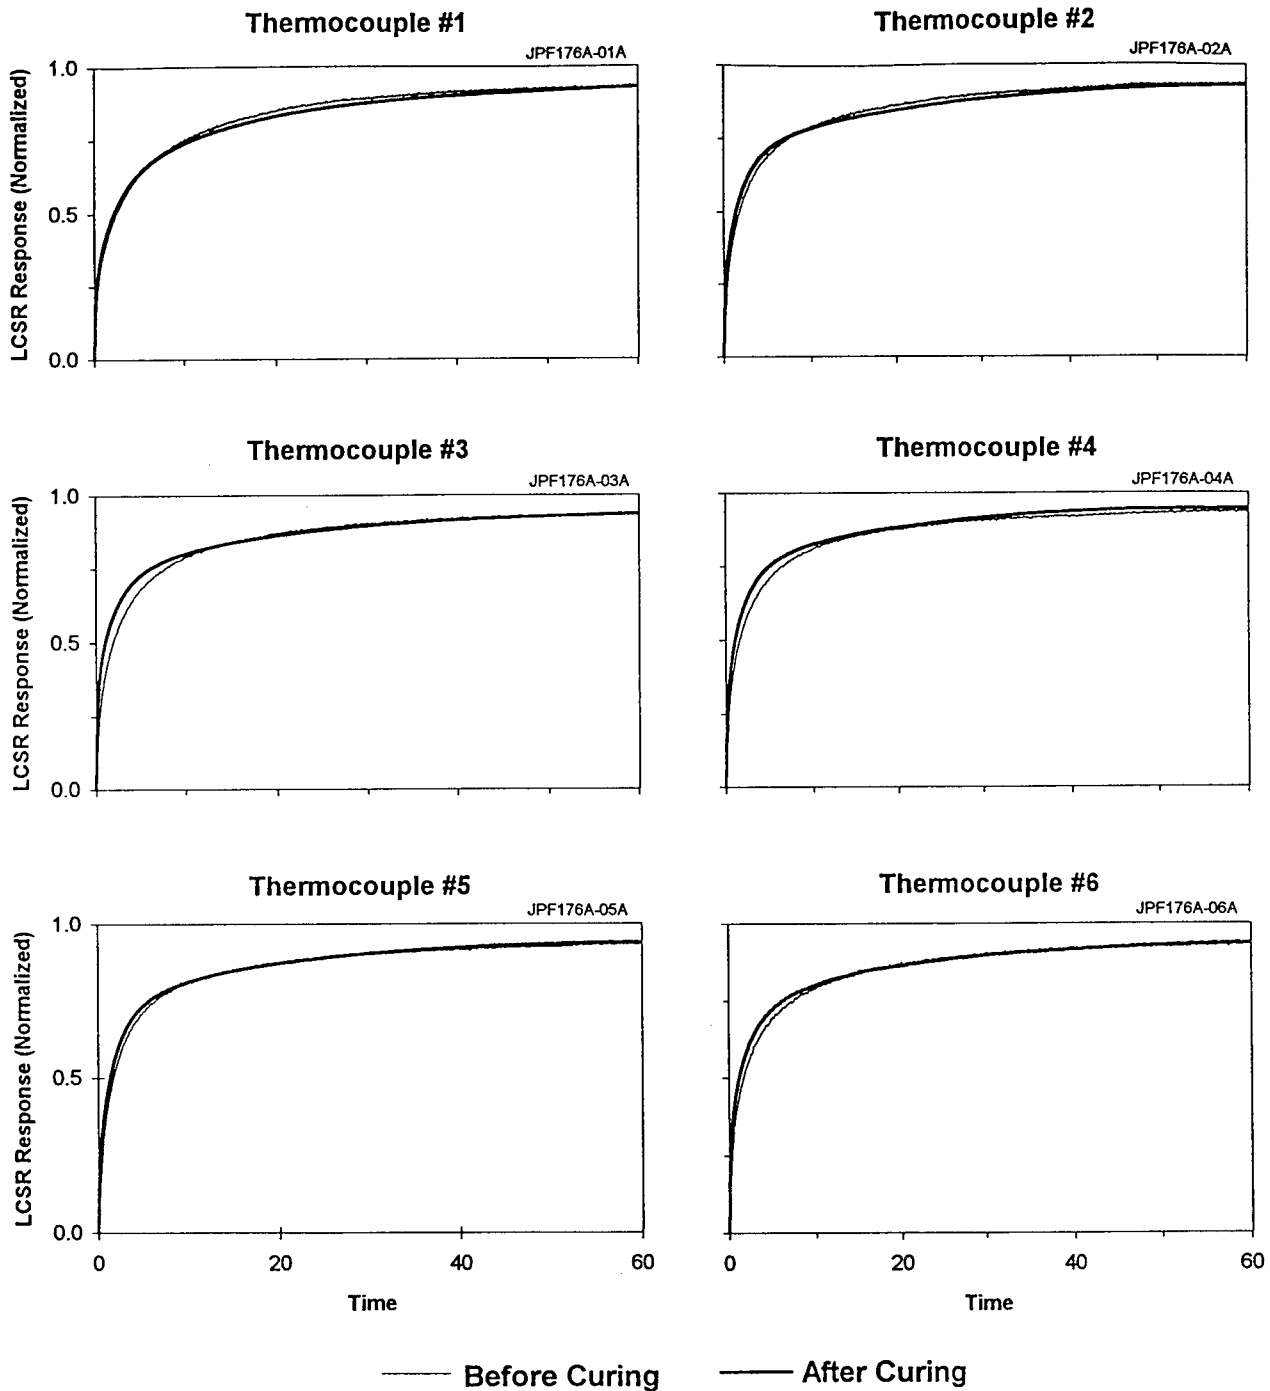 Thermocouple #1
JPF176A-01A
1.0
0.5
0.0
LCSR Response (Normalized)
Thermocouple #2
JPF176A-02A
Thermocouple #3
JPF176A-03A
1.0
0.5
0.0
LCSR Response (Normalized)
Thermocouple #4
JPF176A-04A
Thermocouple #5
JPF176A-05A
1.0
0.5
0.0
LCSR Response (Normalized)
0 20 40 60
Time
Thermocouple #6
JPF176A-06A
0 20 40 60
Time
Before Curing After Curing